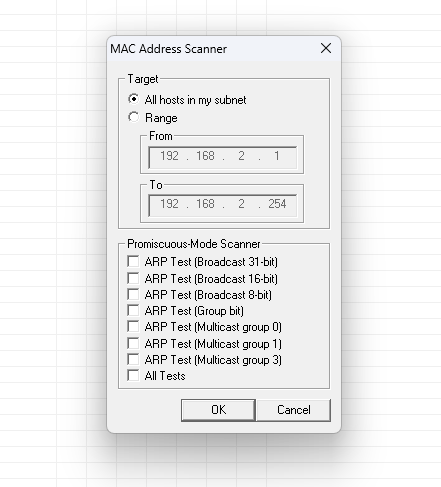 MAC Address Scanner
Target
All hosts in my subnet
Range
From
192 . 168 . 2 . 1
To
192 . 168 . 2 . 254
Promiscuous-Mode Scanner
ARP Test (Broadcast 31-bit)
ARP Test (Broadcast 16-bit)
ARP Test (Broadcast 8-bit)
ARP Test (Group bit)
ARP Test (Multicast group 0)
ARP Test (Multicast group 1)
ARP Test (Multicast group 3)
All Tests
OK Cancel